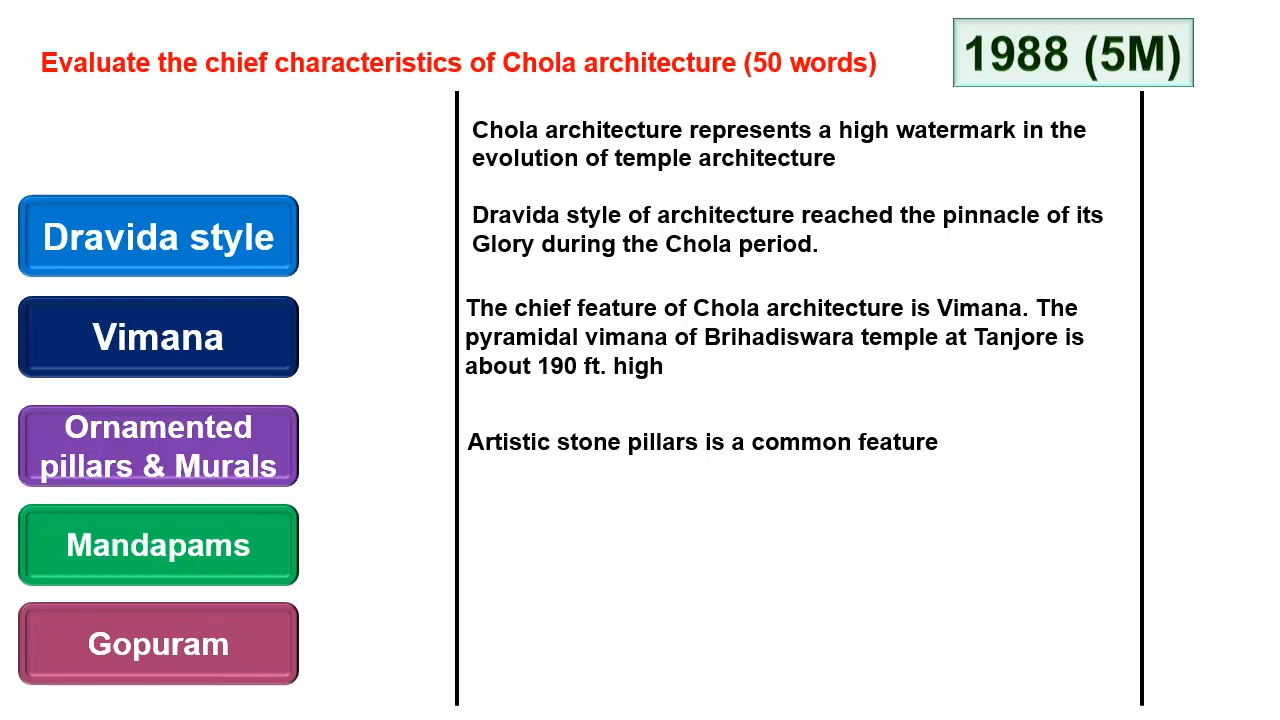 Evaluate the chief characteristics of Chola architecture (50 words)
1988 (5M)
Chola architecture represents a high watermark in the
evolution of temple architecture
Dravida style
Dravida style of architecture reached the pinnacle of its
Glory during the Chola period.
Vimana
The chief feature of Chola architecture is Vimana. The
pyramidal vimana of Brihadiswara temple at Tanjore is
about 190 ft. high
Ornamented
pillars & Murals
Artistic stone pillars is a common feature
Mandapams
Gopuram